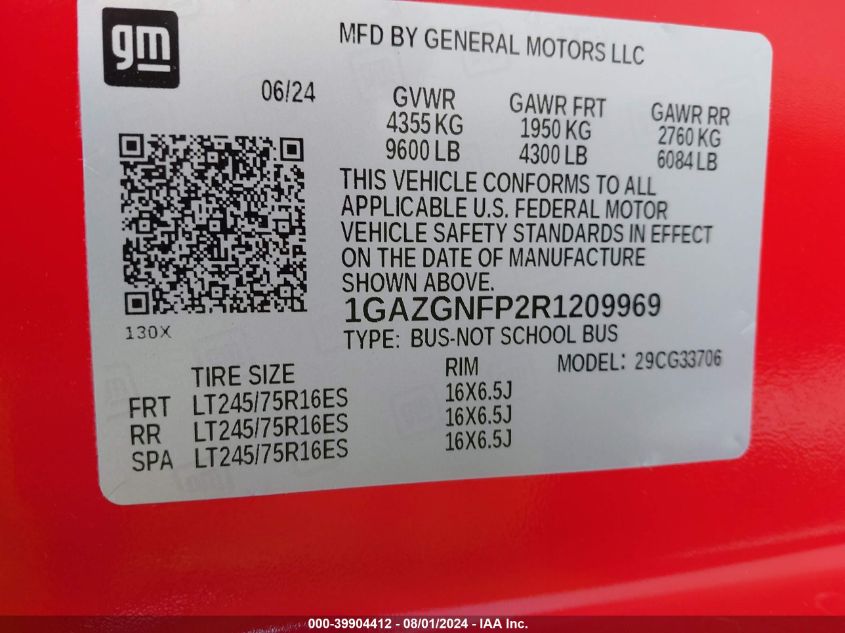 gm
MFD BY GENERAL MOTORS LLC
06/24
GVWR GAWR FRT GAWR RR
4355 KG 1950 KG 2760 KG
9600 LB 4300 LB 6084 LB
THIS VEHICLE CONFORMS TO ALL
APPLICABLE U.S. FEDERAL MOTOR
VEHICLE SAFETY STANDARDS IN EFFECT
ON THE DATE OF MANUFACTURE
SHOWN ABOVE.
1GAZGNFP2R1209969
130X
TYPE: BUS-NOT SCHOOL BUS
MODEL: 29CG33706
TIRE SIZE RIM
FRT LT245/75R16ES 16X6.5J
RR LT245/75R16ES 16X6.5J
SPA LT245/75R16ES 16X6.5J
000-39904412 - 08/01/2024 - IAA Inc.